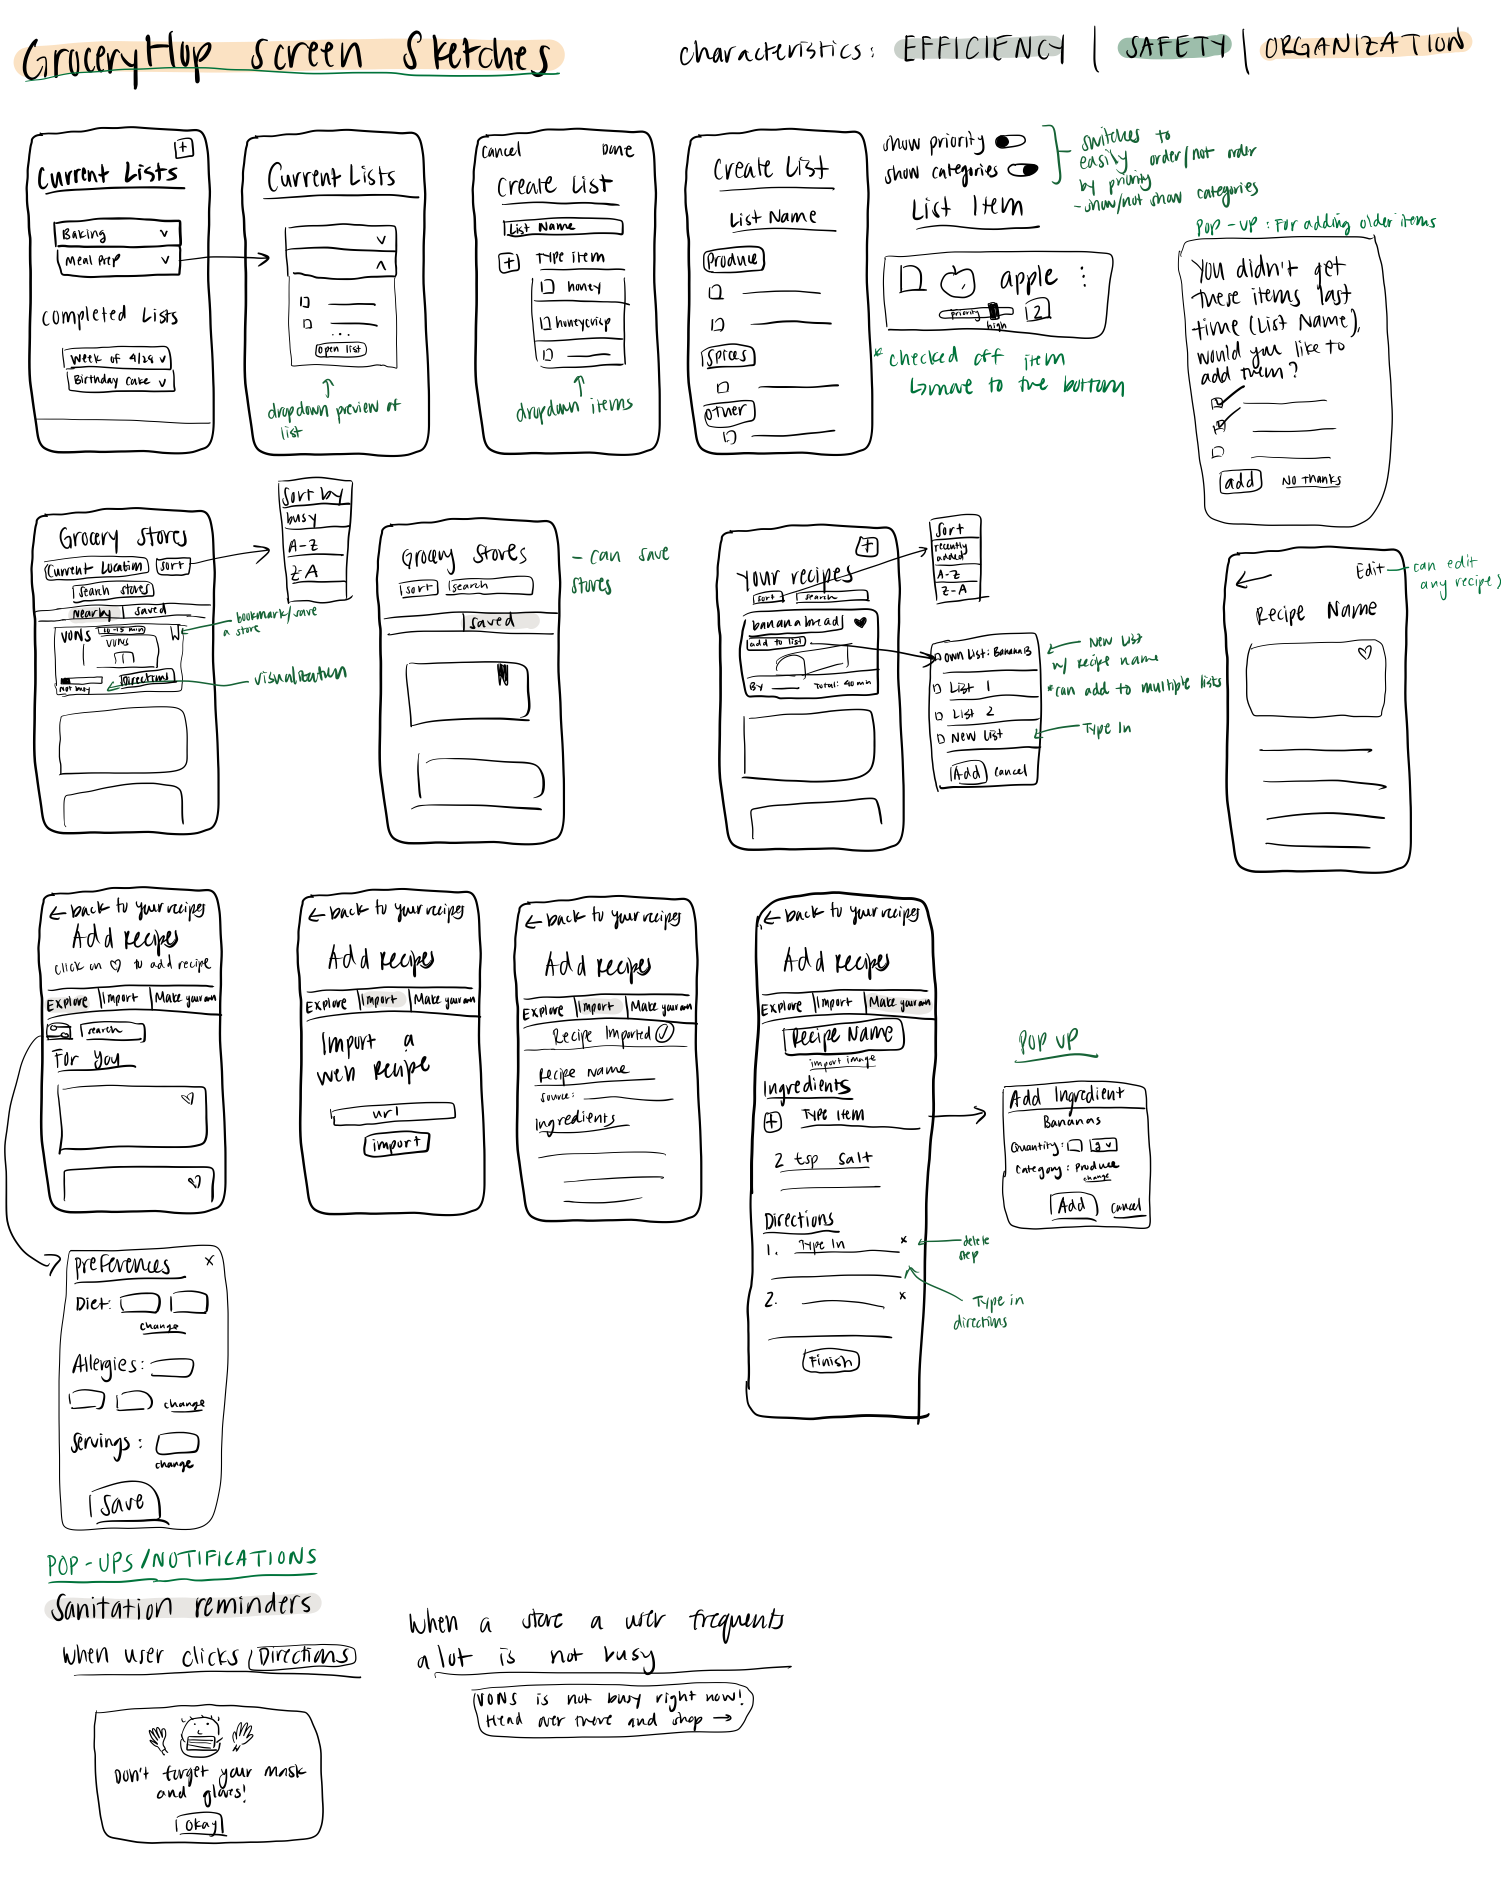 GroceryHop screen sketches
characteristics: EFFICIENCY | SAFETY | ORGANIZATION
+
Current Lists
Baking v
Meal Prep v
Completed Lists
Week of 4/29 v
Birthday Cake v
Current Lists
v
^
...
open list
dropdown preview of
list
Cancel Done
Create List
List Name
+ Type item
honey
honeycrisp
dropdown items
Create List
List Name
Produce
Spices
Other
show priority
show categories
- switches to
easily order/not order
by priority
- show/not show categories
List Item
apple :
priority
high
2
* checked off item
↳ move to the bottom
POP-UP: For adding older items
You didn't get
these items last
time (List Name),
would you like to
add them?
add No thanks
Grocery Stores
Current Location sort
search stores
nearby saved
VONS 10-15 min
VONS
not busy Directions
bookmark/save
a store
visualization
Sort by
busy
A-Z
Z-A
Grocery Stores
sort search
saved
- can save
stores
+
Your recipes
sort search
banana bread
add to list
By Total: 40 min
Sort
recently
added
A-Z
Z-A
Own List: Banana B
List 1
List 2
New List
Add cancel
New List
w/ recipe name
*can add to multiple lists
Type In
← Edit
can edit
any recipes
Recipe Name
← back to your recipes
Add recipes
click on ♡ to add recipe
Explore Import Make your own
search
For You
← back to your recipes
Add recipes
Explore Import Make your own
Import a
web recipe
url
import
← back to your recipes
Add recipes
Explore Import Make your own
Recipe Imported ✓
Recipe Name
source:
Ingredients
← back to your recipes
Add recipes
Explore Import Make your own
Recipe Name
import image
Ingredients
+ Type Item
2 tsp salt
Directions
1. Type In x
2. x
Finish
delete
step
Type in
directions
POP UP
Add Ingredient
Bananas
Quantity: g v
Category: Produce
change
Add cancel
Preferences x
Diet:
change
Allergies:
change
Servings:
change
Save
POP-UPS/NOTIFICATIONS
Sanitation reminders
When user clicks Directions
Don't forget your mask
and gloves!
okay
When a store a user frequents
a lot is not busy
VONS is not busy right now!
Head over there and shop →